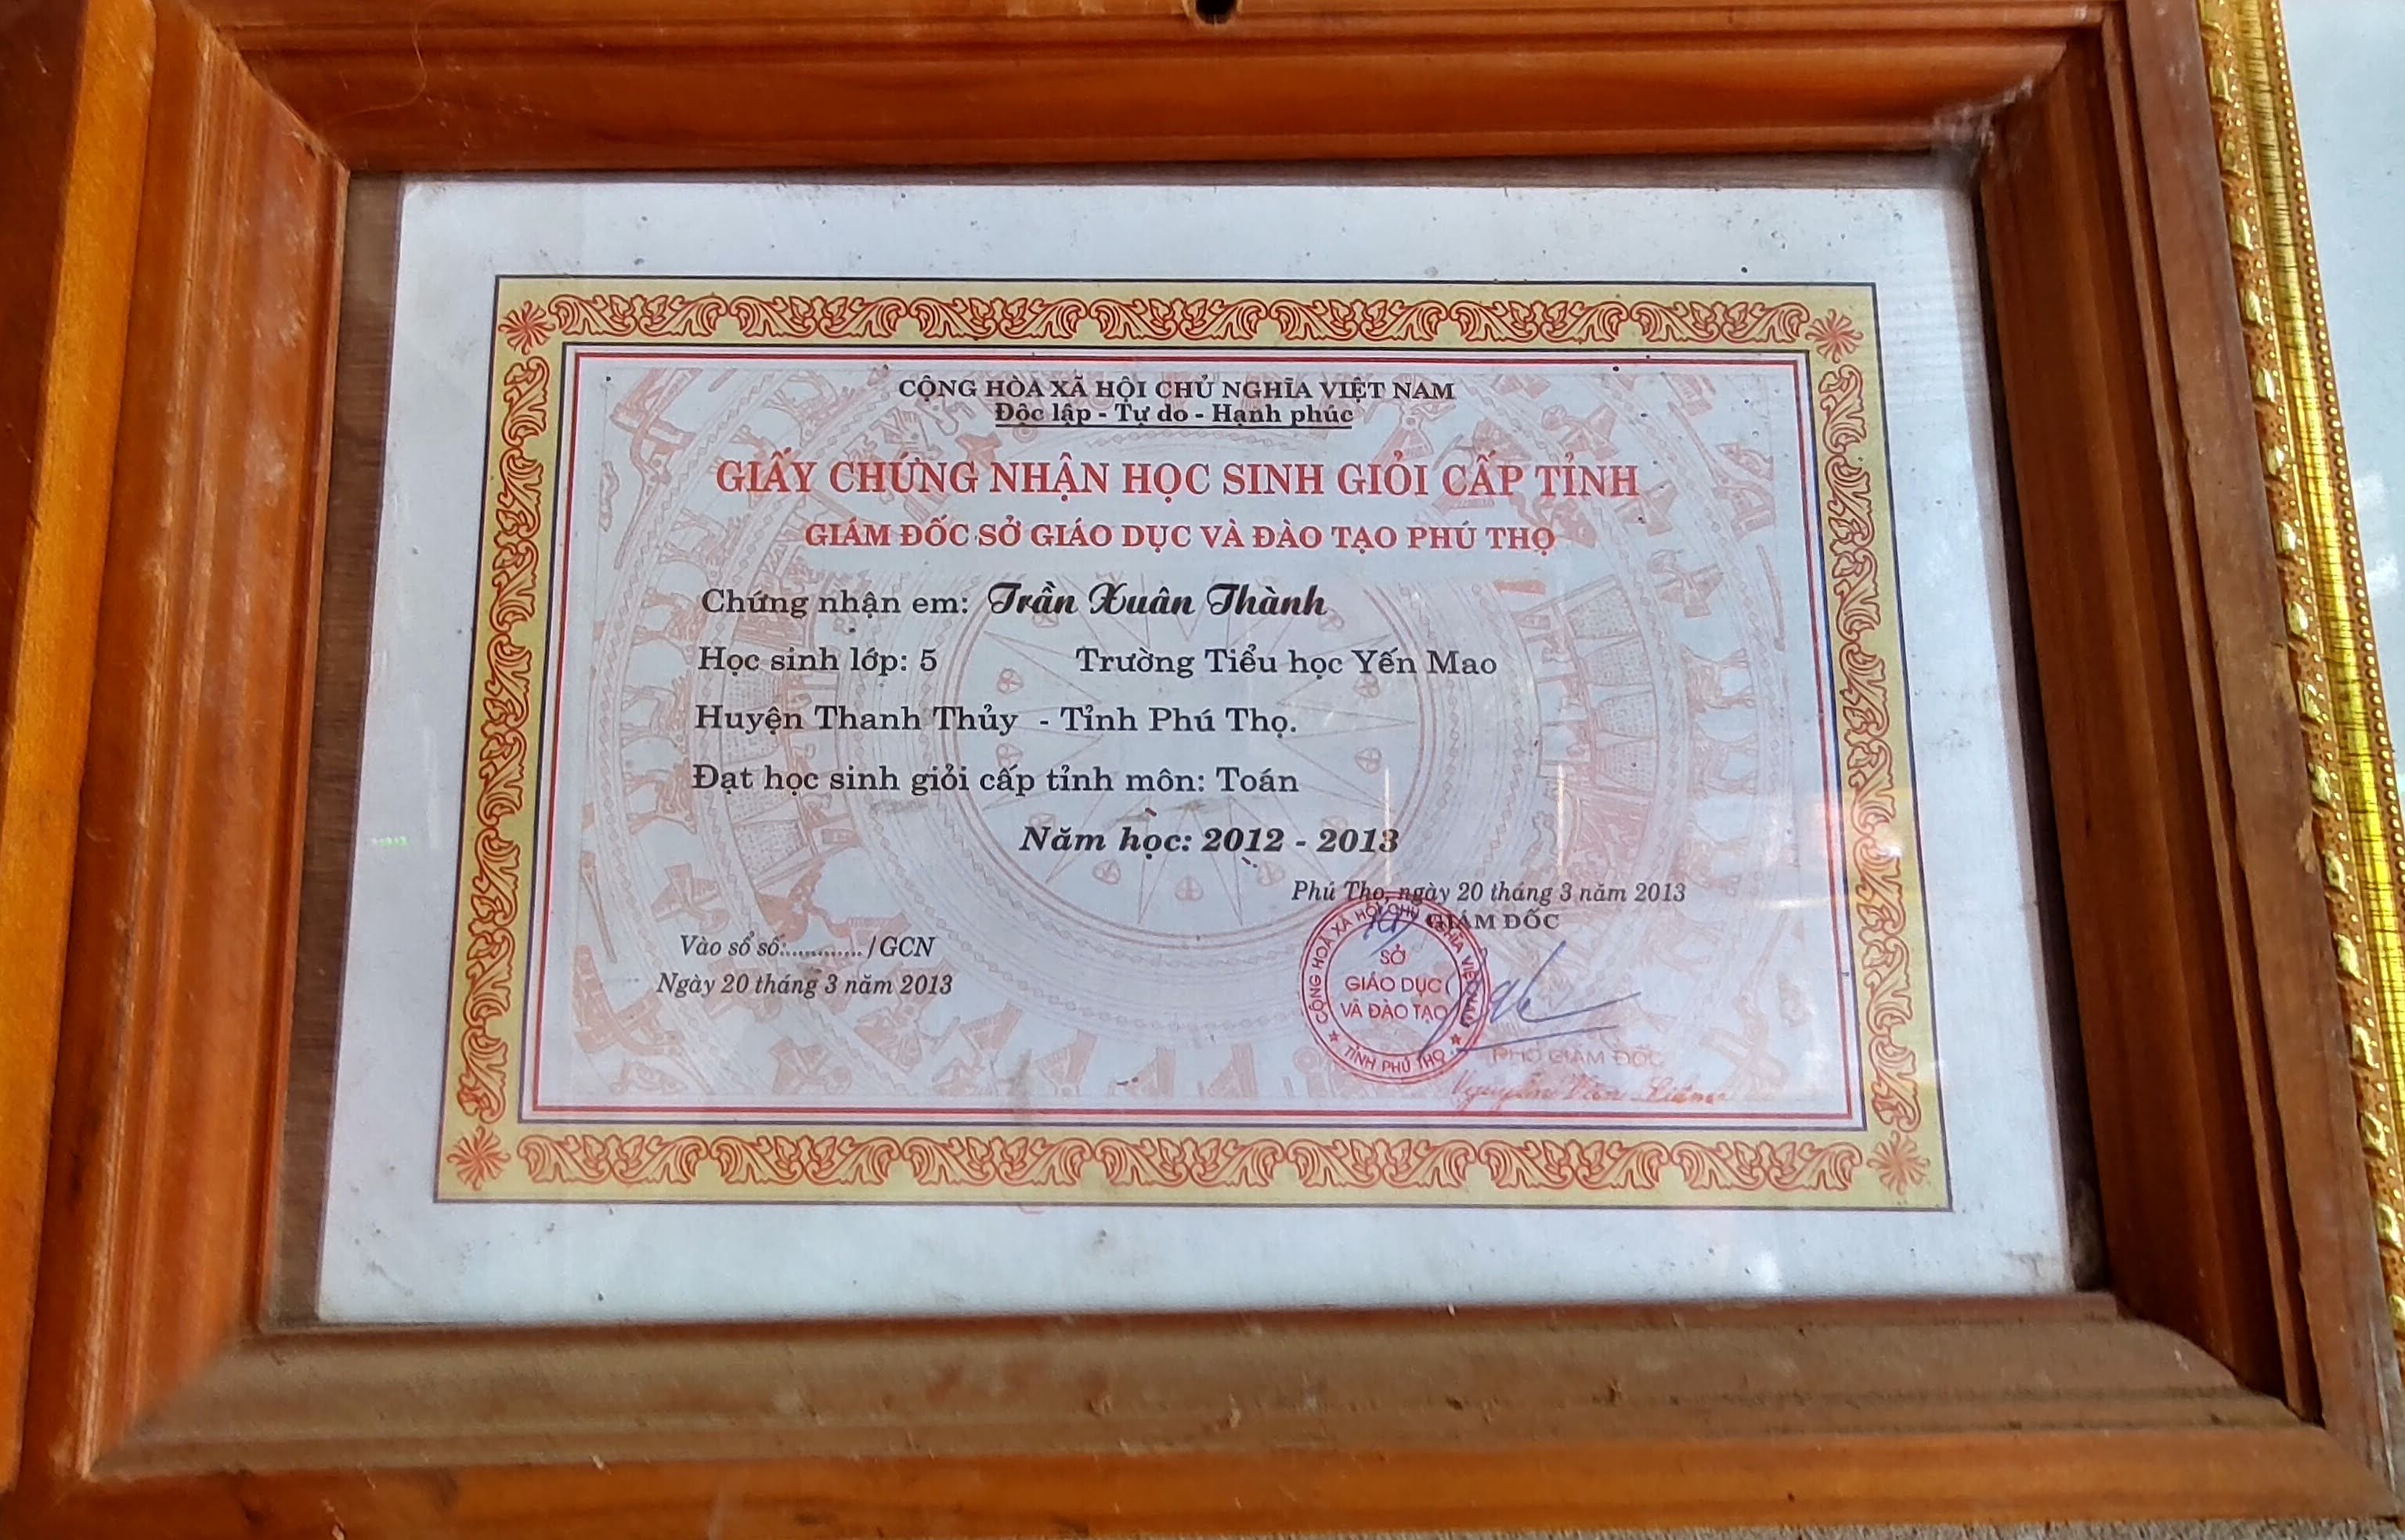 CỘNG HÒA XÃ HỘI CHỦ NGHĨA VIỆT NAM
Độc lập - Tự do - Hạnh phúc
GIẤY CHỨNG NHẬN HỌC SINH GIỎI CẤP TỈNH
GIÁM ĐỐC SỞ GIÁO DỤC VÀ ĐÀO TẠO PHÚ THỌ
Chứng nhận em: Trần Xuân Thành
Học sinh lớp: 5 Trường Tiểu học Yến Mao
Huyện Thanh Thủy - Tỉnh Phú Thọ.
Đạt học sinh giỏi cấp tỉnh môn: Toán
Năm học: 2012 - 2013
Phú Thọ, ngày 20 tháng 3 năm 2013
GIÁM ĐỐC
Vào sổ số:............. /GCN
Ngày 20 tháng 3 năm 2013
CỘNG HOÀ XÃ HỘI CHỦ NGHĨA VIỆT NAM
SỞ
GIÁO DỤC
VÀ ĐÀO TẠO
TỈNH PHÚ THỌ
PHÓ GIÁM ĐỐC
Nguyễn Văn